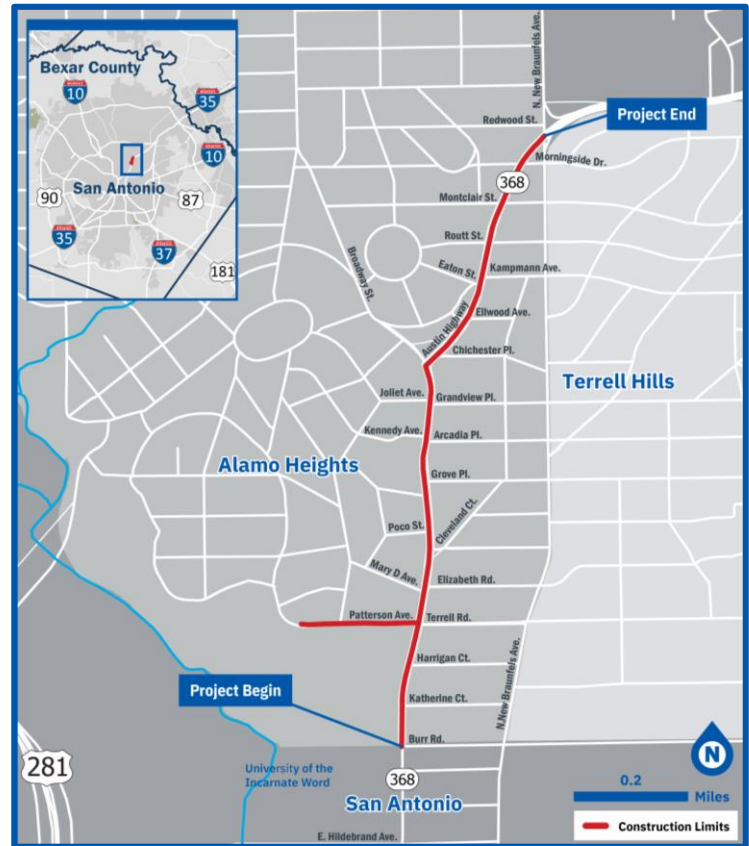 Bexar County
10
35
10
San Antonio
90
87
35
37
181
N. New Braunfels Ave.
Redwood St.
Project End
Morningside Dr.
368
Montclair St.
Routt St.
Broadway St.
Eaton St.
Kampmann Ave.
Ellwood Ave.
Austin Highway
Chichester Pl.
Terrell Hills
Joliet Ave.
Grandview Pl.
Kennedy Ave.
Arcadia Pl.
Alamo Heights
Grove Pl.
Poco St.
Cleveland Ct.
Mary D Ave.
Elizabeth Rd.
Patterson Ave.
Terrell Rd.
Harrigan Ct.
N.New Braunfels Ave.
Project Begin
Katherine Ct.
Burr Rd.
281
University of the
Incarnate Word
368
San Antonio
N
0.2
Miles
Construction Limits
E. Hildebrand Ave.